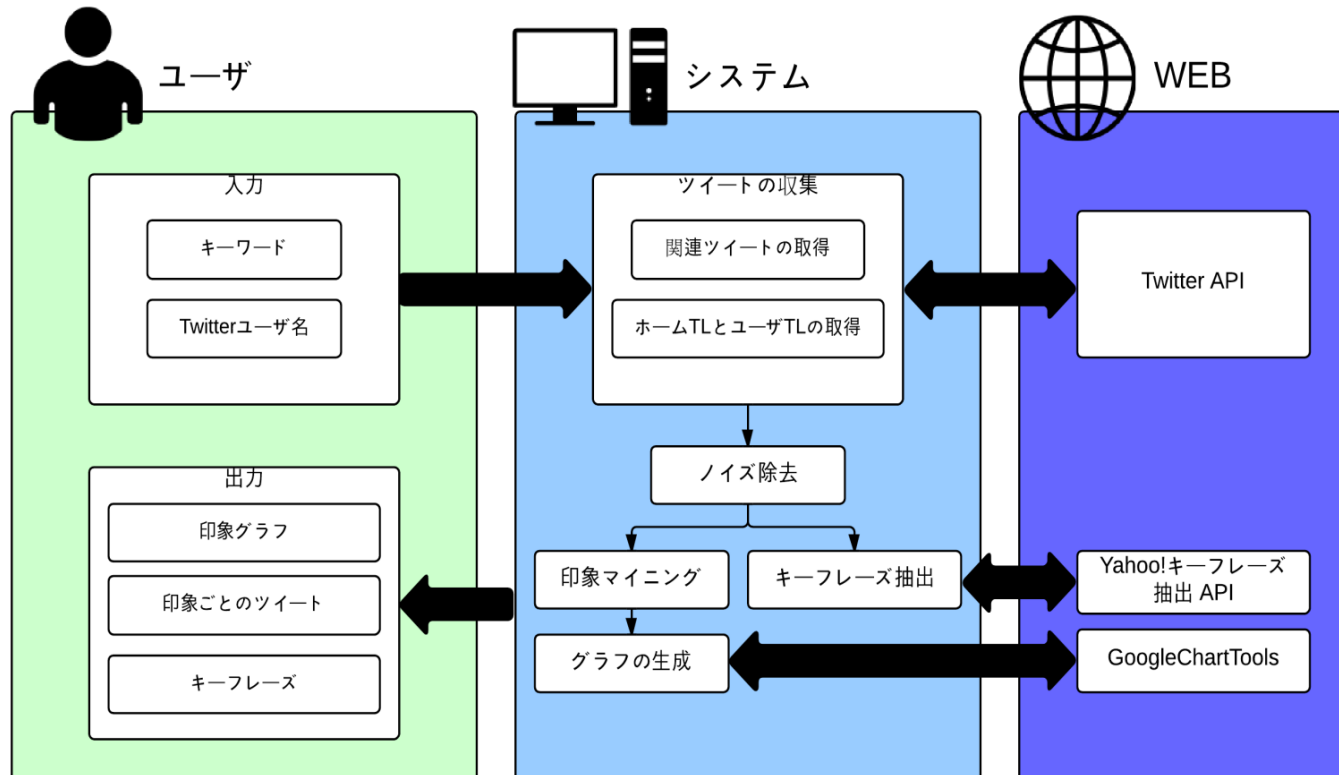 ユーザ
システム
WEB
入力
キーワード
Twitterユーザ名
出力
印象グラフ
印象ごとのツイート
キーフレーズ
ツイートの収集
関連ツイートの取得
ホームTLとユーザTLの取得
ノイズ除去
印象マイニング
キーフレーズ抽出
グラフの生成
Twitter API
Yahoo!キーフレーズ
抽出 API
GoogleChartTools